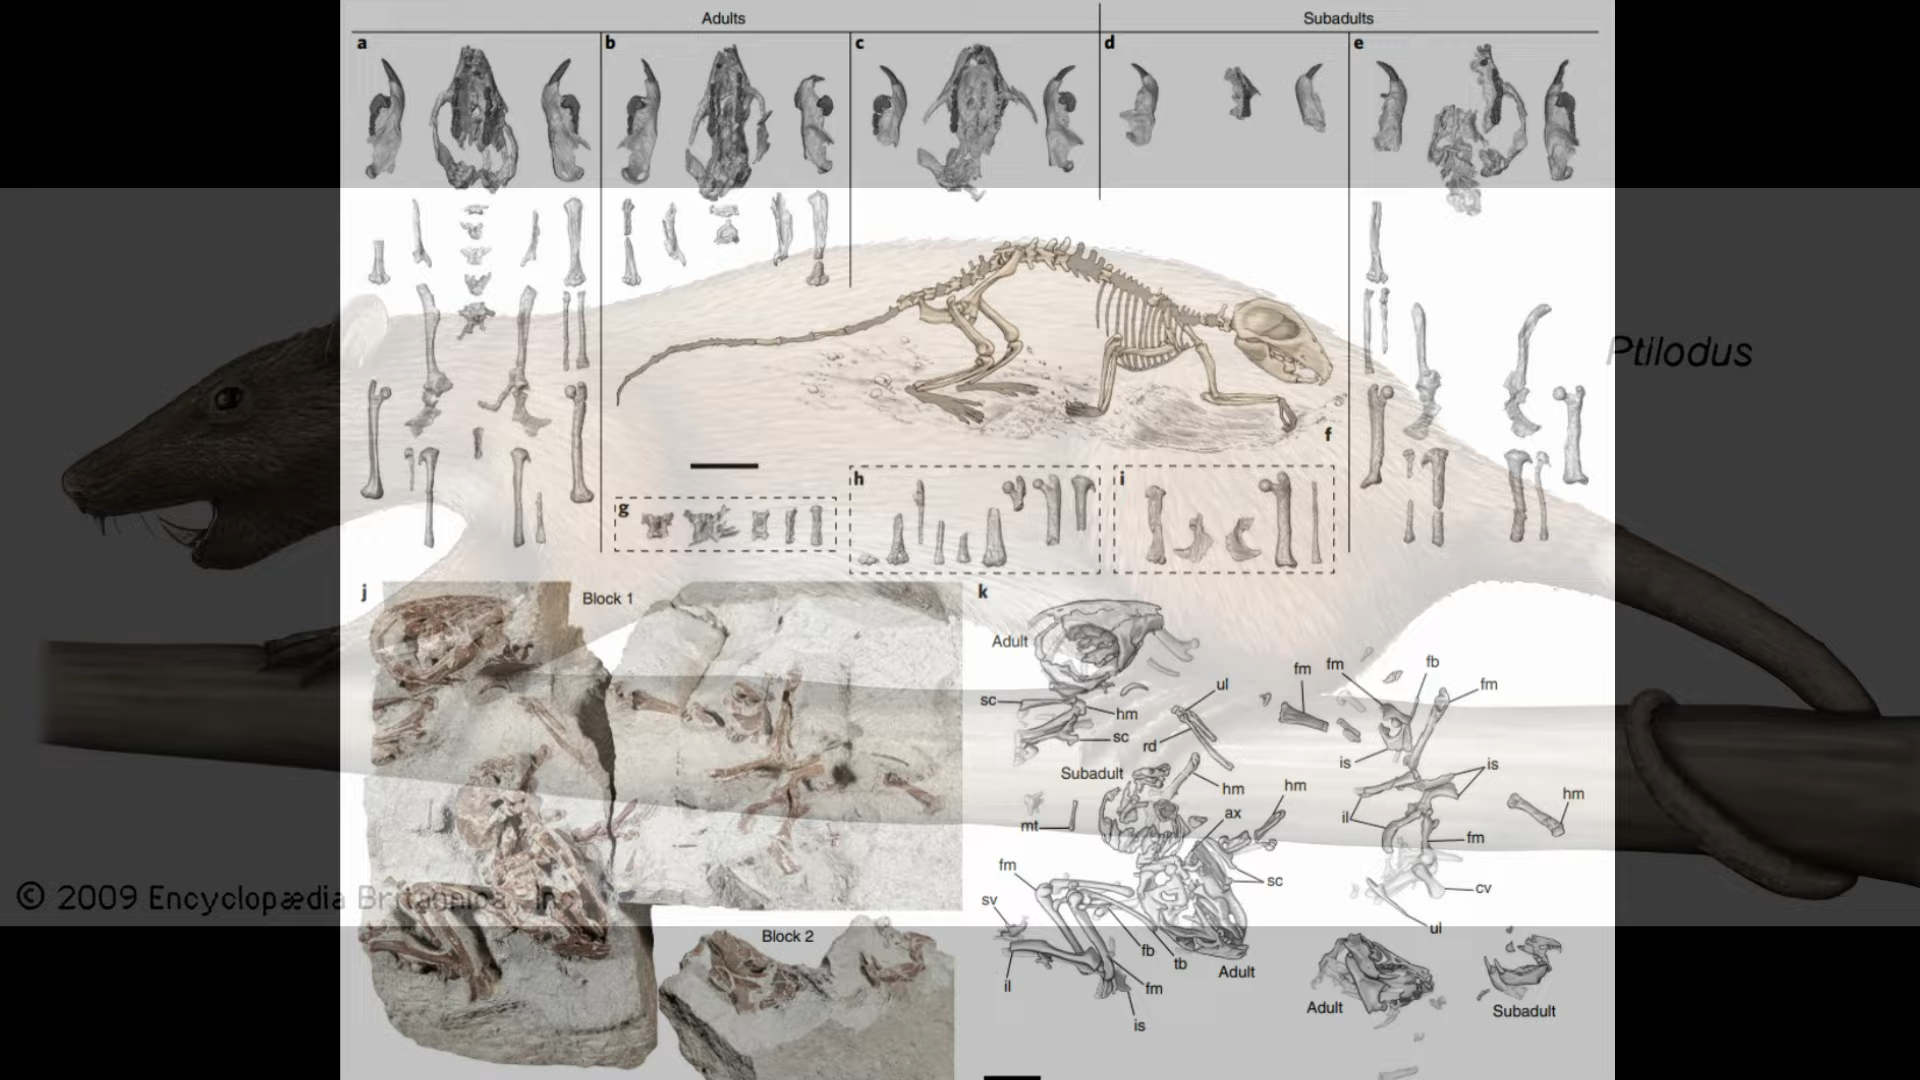 Adults
Subadults
a
b
c
d
e
Ptilodus
f
g
h
i
j
Block 1
k
Adult
fm
fm
fb
fm
sc
ul
hm
sc
rd
is
is
Subadult
hm
hm
hm
mt
ax
il
fm
fm
sc
cv
© 2009 Encyclopædia Britannica, Inc.
sv
ul
Block 2
fb
tb
Adult
il
fm
Adult
Subadult
is